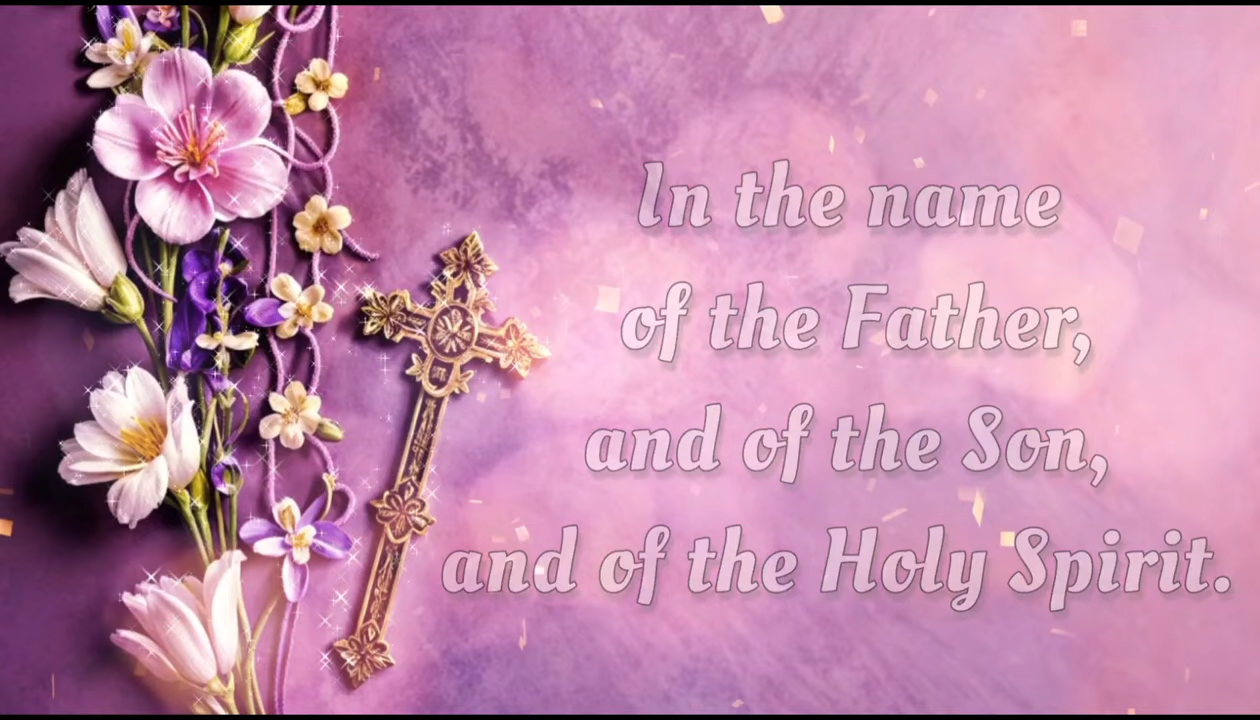 In the name
of the Father,
and of the Son,
and of the Holy Spirit.